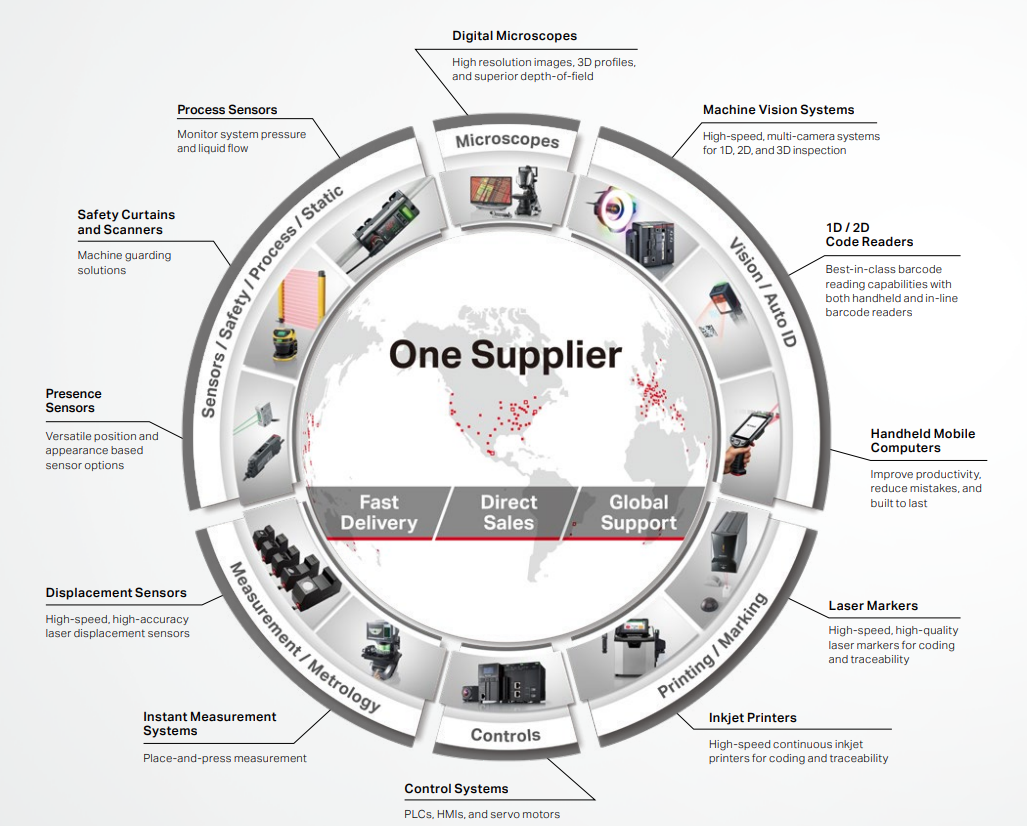 Digital Microscopes
High resolution images, 3D profiles,
and superior depth-of-field
Process Sensors
Monitor system pressure
and liquid flow
Machine Vision Systems
High-speed, multi-camera systems
for 1D, 2D, and 3D inspection
Microscopes
Safety Curtains
and Scanners
Machine guarding
solutions
Sensors / Safety / Process / Static
Vision / Auto ID
1D / 2D
Code Readers
Best-in-class barcode
reading capabilities with
both handheld and in-line
barcode readers
One Supplier
Presence
Sensors
Versatile position and
appearance based
sensor options
Handheld Mobile
Computers
Improve productivity,
reduce mistakes, and
built to last
Fast
Delivery
Direct
Sales
Global
Support
Displacement Sensors
High-speed, high-accuracy
laser displacement sensors
Measurement / Metrology
Printing / Marking
Laser Markers
High-speed, high-quality
laser markers for coding
and traceability
Instant Measurement
Systems
Place-and-press measurement
Controls
Inkjet Printers
High-speed continuous inkjet
printers for coding and traceability
Control Systems
PLCs, HMIs, and servo motors